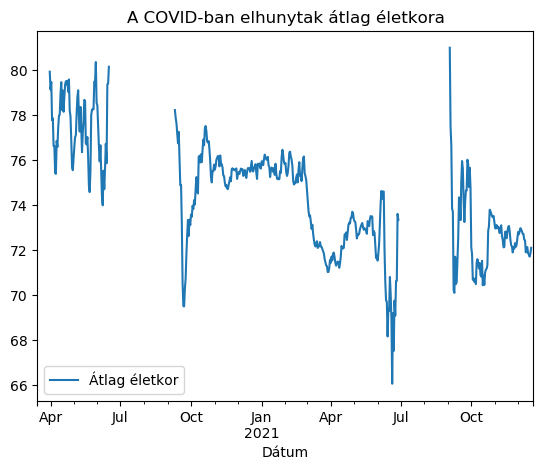 A COVID-ban elhunytak átlag életkora
80
78
76
74
72
70
68
66
Átlag életkor
Apr
Jul
Oct
Jan
2021
Apr
Jul
Oct
Dátum